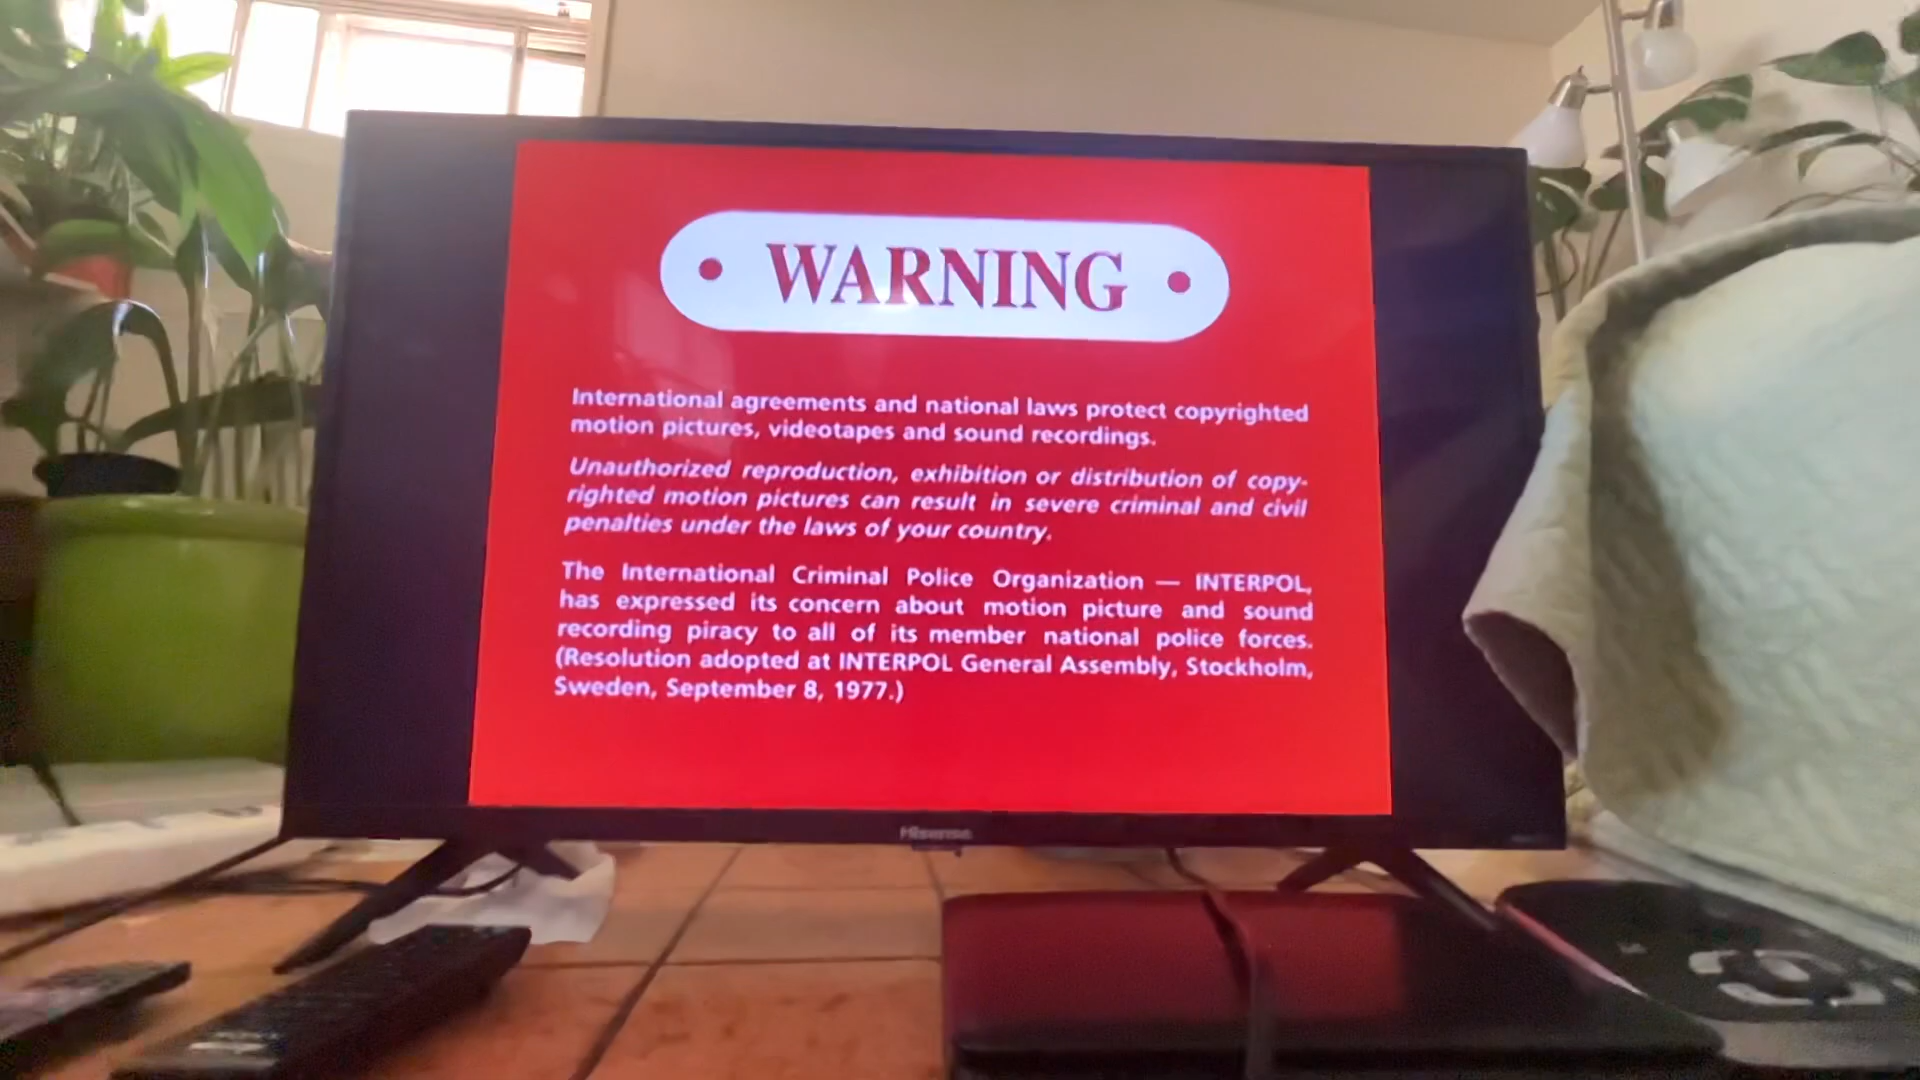 WARNING
International agreements and national laws protect copyrighted
motion pictures, videotapes and sound recordings.
Unauthorized reproduction, exhibition or distribution of copy-
righted motion pictures can result in severe criminal and civil
penalties under the laws of your country.
The International Criminal Police Organization — INTERPOL,
has expressed its concern about motion picture and sound
recording piracy to all of its member national police forces.
(Resolution adopted at INTERPOL General Assembly, Stockholm,
Sweden, September 8, 1977.)
Hisense